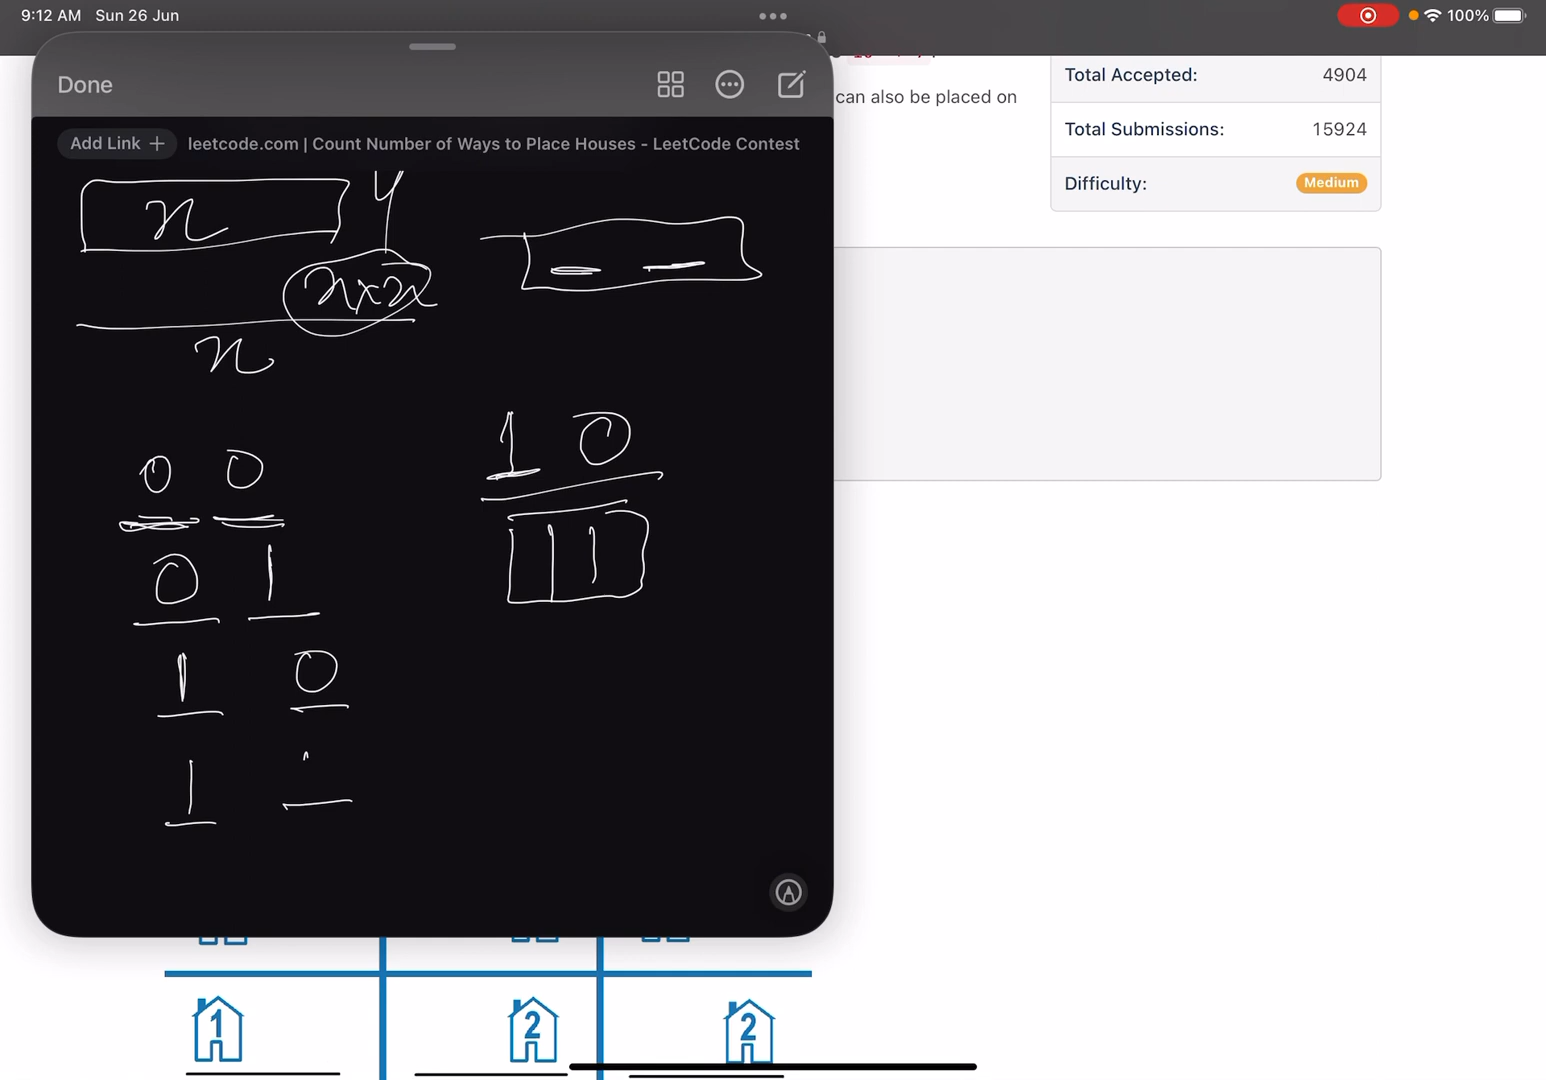 9:12 AM Sun 26 Jun
100%
Done
Add Link + leetcode.com | Count Number of Ways to Place Houses - LeetCode Contest
can also be placed on
Total Accepted: 4904
Total Submissions: 15924
Difficulty: Medium
x
x×x
x
0 0
0 1
1 0
1
1 0
1 2 2